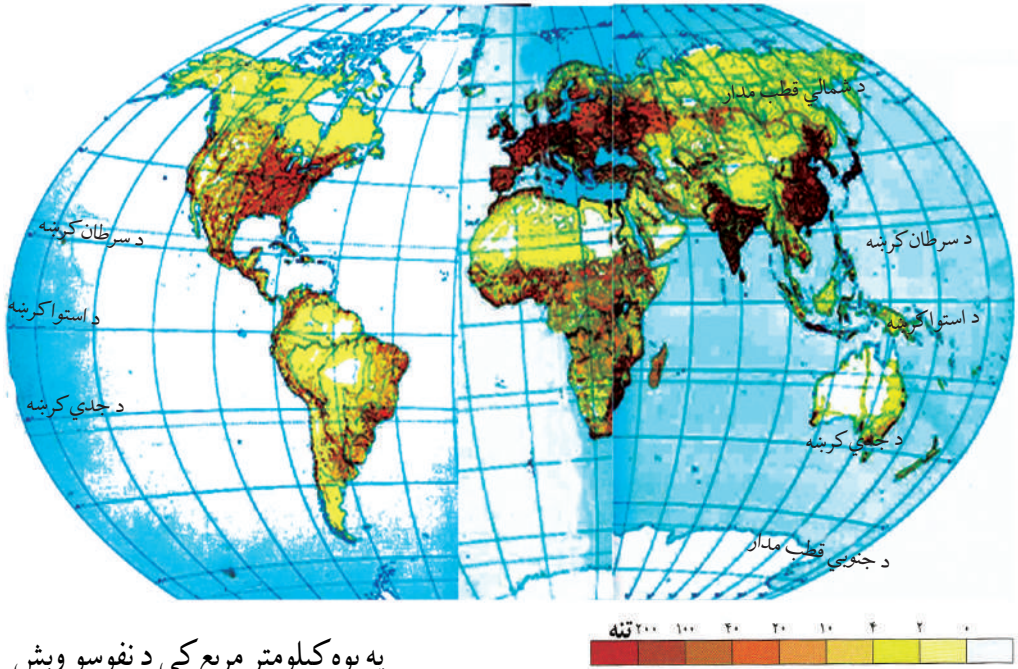 د شمالي قطب مدار
د سرطان کرښه
د سرطان کرښه
د استوا کرښه
د استوا کرښه
د جدي کرښه
د جدي کرښه
د جنوبي قطب مدار
تنه ۲۰۰ ۱۰۰ ۴۰ ۲۰ ۱۰ ۴ ۲ ۰
په یوه کیلومتر مربع کې د نفوسو وېش